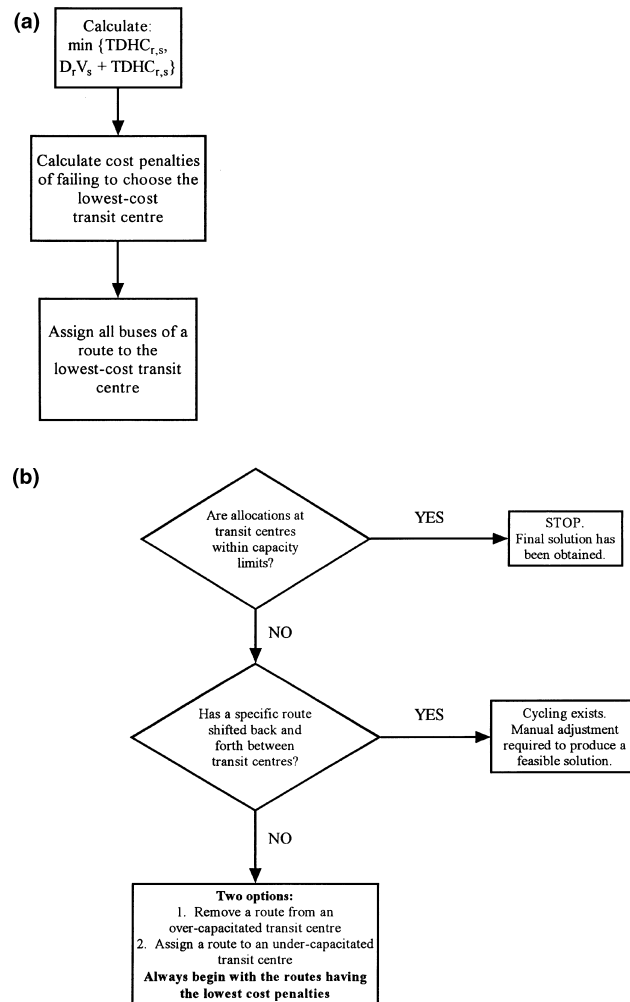 (a)
Calculate:
min {TDHCr,s,
DrVs + TDHCr,s}
Calculate cost penalties
of failing to choose the
lowest-cost
transit centre
Assign all buses of a
route to the
lowest-cost transit
centre
(b)
Are allocations at
transit centres
within capacity
limits?
YES
STOP.
Final solution has
been obtained.
NO
Has a specific route
shifted back and
forth between
transit centres?
YES
Cycling exists.
Manual adjustment
required to produce a
feasible solution.
NO
Two options:
1. Remove a route from an
over-capacitated transit centre
2. Assign a route to an under-capacitated
transit centre
Always begin with the routes having
the lowest cost penalties